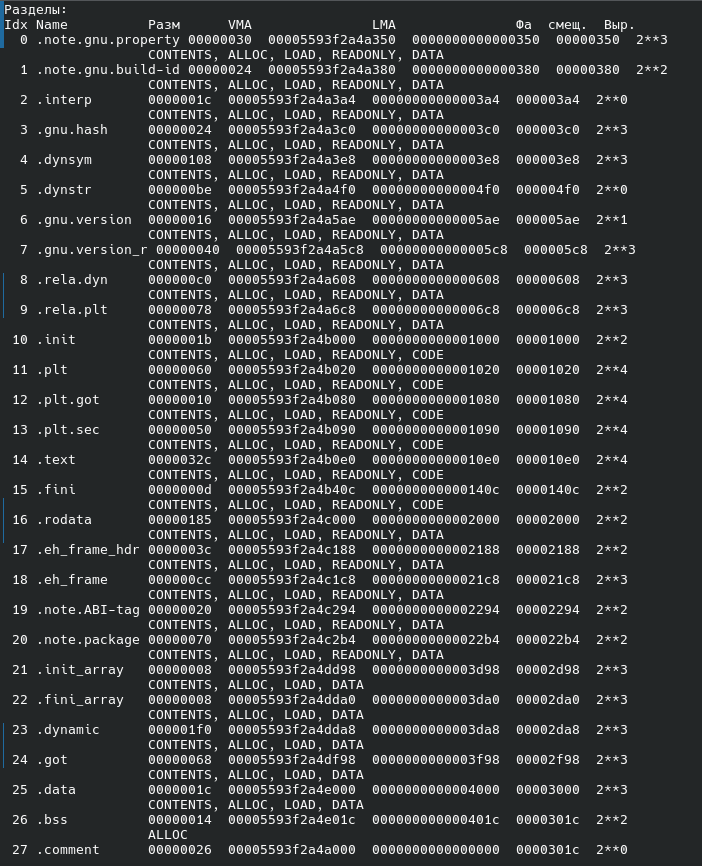 Разделы:
Idx Name          Разм      VMA               LMA               Фа  смещ.  Выр.
  0 .note.gnu.property 00000030  00005593f2a4a350  0000000000000350  00000350  2**3
                  CONTENTS, ALLOC, LOAD, READONLY, DATA
  1 .note.gnu.build-id 00000024  00005593f2a4a380  0000000000000380  00000380  2**2
                  CONTENTS, ALLOC, LOAD, READONLY, DATA
  2 .interp       0000001c  00005593f2a4a3a4  00000000000003a4  000003a4  2**0
                  CONTENTS, ALLOC, LOAD, READONLY, DATA
  3 .gnu.hash     00000024  00005593f2a4a3c0  00000000000003c0  000003c0  2**3
                  CONTENTS, ALLOC, LOAD, READONLY, DATA
  4 .dynsym       00000108  00005593f2a4a3e8  00000000000003e8  000003e8  2**3
                  CONTENTS, ALLOC, LOAD, READONLY, DATA
  5 .dynstr       000000be  00005593f2a4a4f0  00000000000004f0  000004f0  2**0
                  CONTENTS, ALLOC, LOAD, READONLY, DATA
  6 .gnu.version  00000016  00005593f2a4a5ae  00000000000005ae  000005ae  2**1
                  CONTENTS, ALLOC, LOAD, READONLY, DATA
  7 .gnu.version_r 00000040  00005593f2a4a5c8  00000000000005c8  000005c8  2**3
                  CONTENTS, ALLOC, LOAD, READONLY, DATA
  8 .rela.dyn     000000c0  00005593f2a4a608  0000000000000608  00000608  2**3
                  CONTENTS, ALLOC, LOAD, READONLY, DATA
  9 .rela.plt     00000078  00005593f2a4a6c8  00000000000006c8  000006c8  2**3
                  CONTENTS, ALLOC, LOAD, READONLY, DATA
 10 .init         0000001b  00005593f2a4b000  0000000000001000  00001000  2**2
                  CONTENTS, ALLOC, LOAD, READONLY, CODE
 11 .plt          00000060  00005593f2a4b020  0000000000001020  00001020  2**4
                  CONTENTS, ALLOC, LOAD, READONLY, CODE
 12 .plt.got      00000010  00005593f2a4b080  0000000000001080  00001080  2**4
                  CONTENTS, ALLOC, LOAD, READONLY, CODE
 13 .plt.sec      00000050  00005593f2a4b090  0000000000001090  00001090  2**4
                  CONTENTS, ALLOC, LOAD, READONLY, CODE
 14 .text         0000032c  00005593f2a4b0e0  00000000000010e0  000010e0  2**4
                  CONTENTS, ALLOC, LOAD, READONLY, CODE
 15 .fini         0000000d  00005593f2a4b40c  000000000000140c  0000140c  2**2
                  CONTENTS, ALLOC, LOAD, READONLY, CODE
 16 .rodata       00000185  00005593f2a4c000  0000000000002000  00002000  2**2
                  CONTENTS, ALLOC, LOAD, READONLY, DATA
 17 .eh_frame_hdr 0000003c  00005593f2a4c188  0000000000002188  00002188  2**2
                  CONTENTS, ALLOC, LOAD, READONLY, DATA
 18 .eh_frame     000000cc  00005593f2a4c1c8  00000000000021c8  000021c8  2**3
                  CONTENTS, ALLOC, LOAD, READONLY, DATA
 19 .note.ABI-tag 00000020  00005593f2a4c294  0000000000002294  00002294  2**2
                  CONTENTS, ALLOC, LOAD, READONLY, DATA
 20 .note.package 00000070  00005593f2a4c2b4  00000000000022b4  000022b4  2**2
                  CONTENTS, ALLOC, LOAD, READONLY, DATA
 21 .init_array   00000008  00005593f2a4dd98  0000000000003d98  00002d98  2**3
                  CONTENTS, ALLOC, LOAD, DATA
 22 .fini_array   00000008  00005593f2a4dda0  0000000000003da0  00002da0  2**3
                  CONTENTS, ALLOC, LOAD, DATA
 23 .dynamic      000001f0  00005593f2a4dda8  0000000000003da8  00002da8  2**3
                  CONTENTS, ALLOC, LOAD, DATA
 24 .got          00000068  00005593f2a4df98  0000000000003f98  00002f98  2**3
                  CONTENTS, ALLOC, LOAD, DATA
 25 .data         0000001c  00005593f2a4e000  0000000000004000  00003000  2**3
                  CONTENTS, ALLOC, LOAD, DATA
 26 .bss          00000014  00005593f2a4e01c  000000000000401c  0000301c  2**2
                  ALLOC
 27 .comment      00000026  00005593f2a4a000  0000000000000000  0000301c  2**0